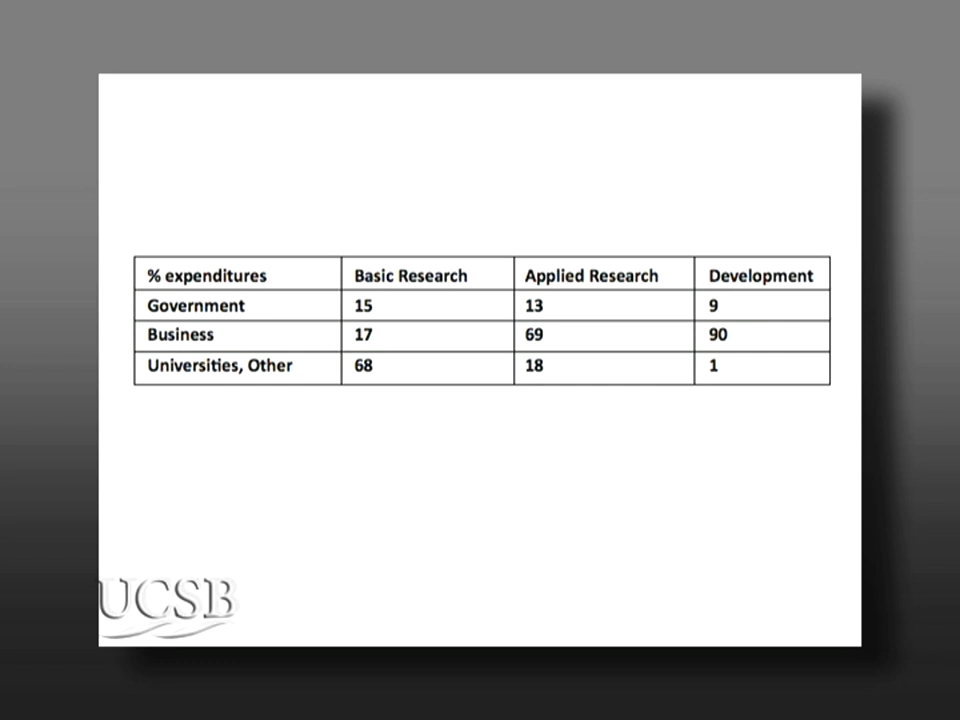 % expenditures Basic Research Applied Research Development
Government 15 13 9
Business 17 69 90
Universities, Other 68 18 1
UCSB